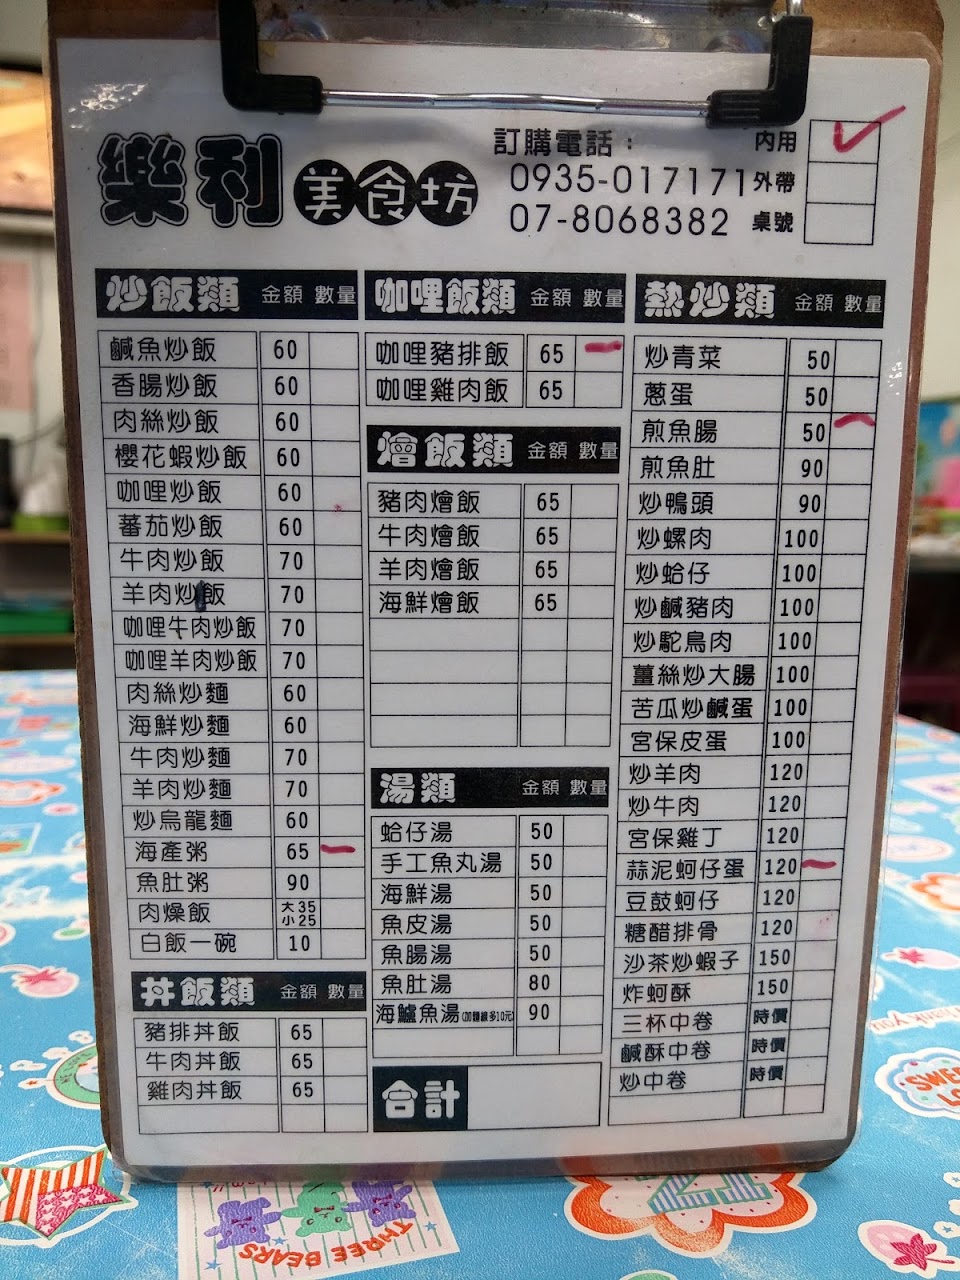 樂利美食坊
訂購電話：
0935-017171
07-8068382
內用
外帶
桌號
炒飯類 金額 數量
鹹魚炒飯 60
香腸炒飯 60
肉絲炒飯 60
櫻花蝦炒飯 60
咖哩炒飯 60
蕃茄炒飯 60
牛肉炒飯 70
羊肉炒飯 70
咖哩牛肉炒飯 70
咖哩羊肉炒飯 70
肉絲炒麵 60
海鮮炒麵 60
牛肉炒麵 70
羊肉炒麵 70
炒烏龍麵 60
海產粥 65
魚肚粥 90
肉燥飯 大35 小25
白飯一碗 10
丼飯類 金額 數量
豬排丼飯 65
牛肉丼飯 65
雞肉丼飯 65
咖哩飯類 金額 數量
咖哩豬排飯 65
咖哩雞肉飯 65
燴飯類 金額 數量
豬肉燴飯 65
牛肉燴飯 65
羊肉燴飯 65
海鮮燴飯 65
湯類 金額 數量
蛤仔湯 50
手工魚丸湯 50
海鮮湯 50
魚皮湯 50
魚腸湯 50
魚肚湯 80
海鱸魚湯(加麵線多10元) 90
合計
熱炒類 金額 數量
炒青菜 50
蔥蛋 50
煎魚腸 50
煎魚肚 90
炒鴨頭 90
炒螺肉 100
炒蛤仔 100
炒鹹豬肉 100
炒駝鳥肉 100
薑絲炒大腸 100
苦瓜炒鹹蛋 100
宮保皮蛋 100
炒羊肉 120
炒牛肉 120
宮保雞丁 120
蒜泥蚵仔蛋 120
豆鼓蚵仔 120
糖醋排骨 120
沙茶炒蝦子 150
炸蚵酥 150
三杯中卷 時價
鹹酥中卷 時價
炒中卷 時價
THREE BEARS